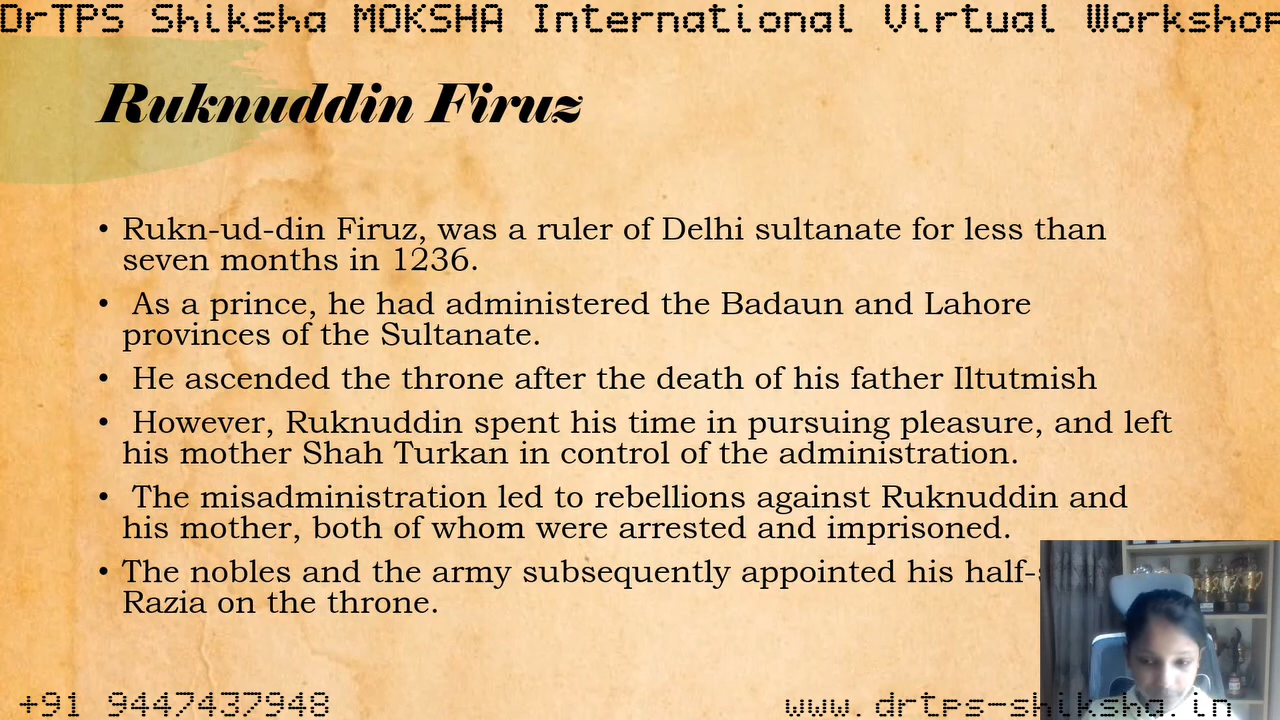 DrTPS Shiksha MOKSHA International Virtual Workshop
Ruknuddin Firuz
• Rukn-ud-din Firuz, was a ruler of Delhi sultanate for less than
seven months in 1236.
• As a prince, he had administered the Badaun and Lahore
provinces of the Sultanate.
• He ascended the throne after the death of his father Iltutmish
• However, Ruknuddin spent his time in pursuing pleasure, and left
his mother Shah Turkan in control of the administration.
• The misadministration led to rebellions against Ruknuddin and
his mother, both of whom were arrested and imprisoned.
• The nobles and the army subsequently appointed his half-
Razia on the throne.
+91 9447437948
www.drtps-shiksha.in